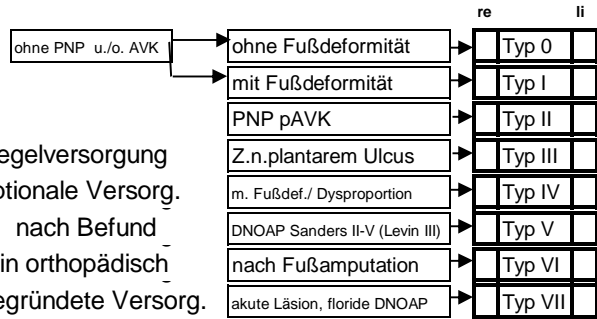 re li
ohne PNP u./o. AVK ohne Fußdeformität Typ 0
mit Fußdeformität Typ I
PNP pAVK Typ II
egelversorgung Z.n.plantarem Ulcus Typ III
otionale Versorg. m. Fußdef./ Dysproportion Typ IV
nach Befund DNOAP Sanders II-V (Levin III) Typ V
in orthopädisch nach Fußamputation Typ VI
egründete Versorg. akute Läsion, floride DNOAP Typ VII